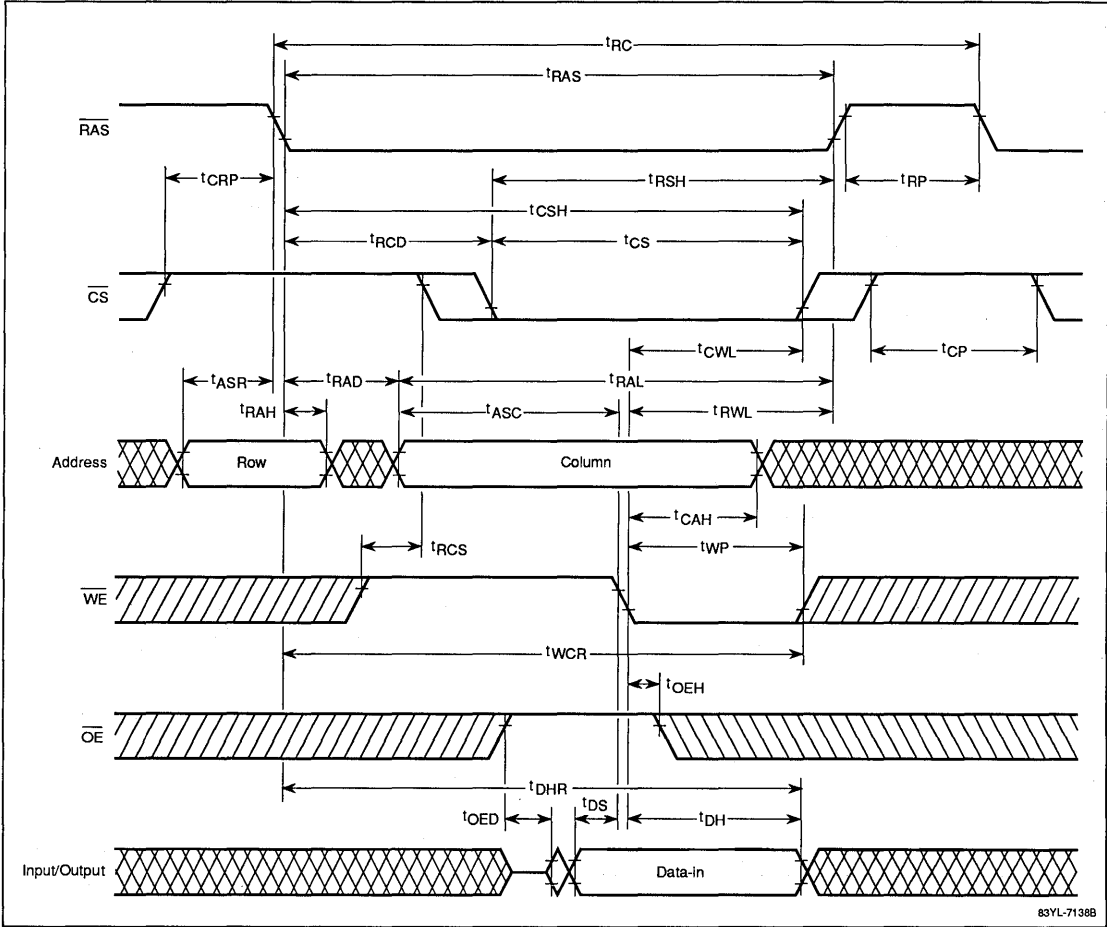 tRC
tRAS
RAS
tCRP
tRSH
tRP
tCSH
tRCD
tCS
CS
tCWL
tCP
tASR
tRAD
tRAL
tRAH
tASC
tRWL
Address
Row
Column
tCAH
tRCS
tWP
WE
tWCR
tOEH
OE
tDHR
tOED
tDS
tDH
Input/Output
Data-in
83YL-7138B